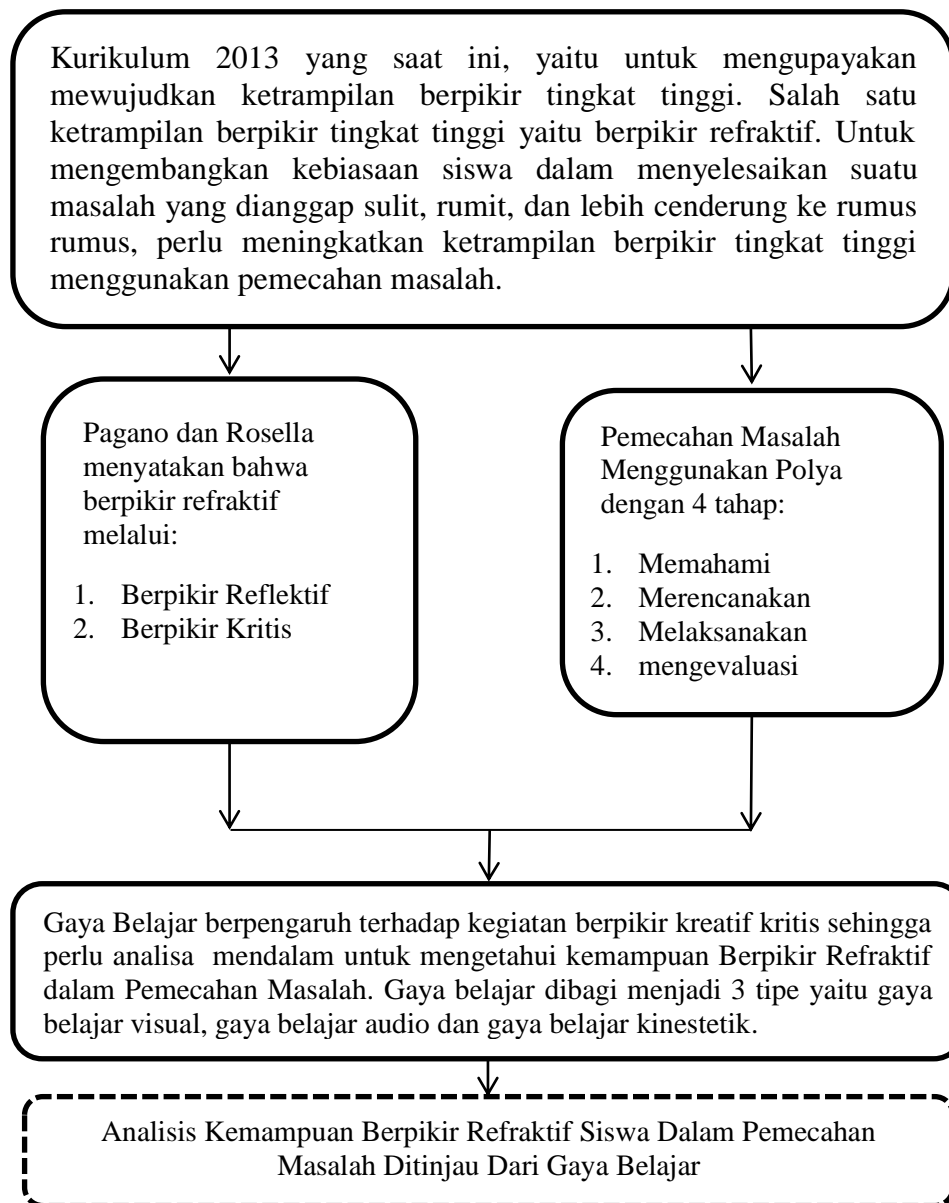 Kurikulum 2013 yang saat ini, yaitu untuk mengupayakan
mewujudkan ketrampilan berpikir tingkat tinggi. Salah satu
ketrampilan berpikir tingkat tinggi yaitu berpikir refraktif. Untuk
mengembangkan kebiasaan siswa dalam menyelesaikan suatu
masalah yang dianggap sulit, rumit, dan lebih cenderung ke rumus
rumus, perlu meningkatkan ketrampilan berpikir tingkat tinggi
menggunakan pemecahan masalah.
Pagano dan Rosella
menyatakan bahwa
berpikir refraktif
melalui:
1. Berpikir Reflektif
2. Berpikir Kritis
Pemecahan Masalah
Menggunakan Polya
dengan 4 tahap:
1. Memahami
2. Merencanakan
3. Melaksanakan
4. mengevaluasi
Gaya Belajar berpengaruh terhadap kegiatan berpikir kreatif kritis sehingga
perlu analisa mendalam untuk mengetahui kemampuan Berpikir Refraktif
dalam Pemecahan Masalah. Gaya belajar dibagi menjadi 3 tipe yaitu gaya
belajar visual, gaya belajar audio dan gaya belajar kinestetik.
Analisis Kemampuan Berpikir Refraktif Siswa Dalam Pemecahan
Masalah Ditinjau Dari Gaya Belajar